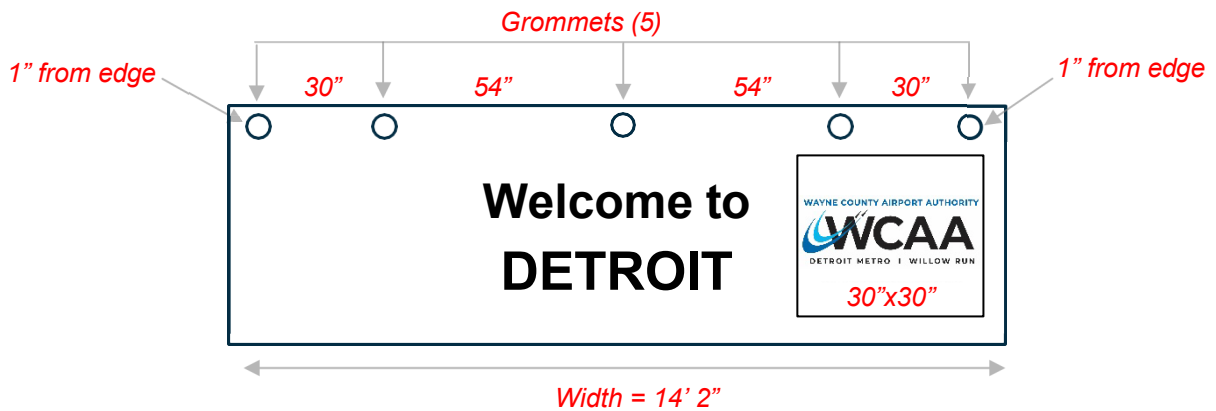 Grommets (5)
1” from edge
30”
54”
54”
30”
1” from edge
Welcome to
DETROIT
WAYNE COUNTY AIRPORT AUTHORITY
WCAA
DETROIT METRO | WILLOW RUN
30”x30”
Width = 14’ 2”